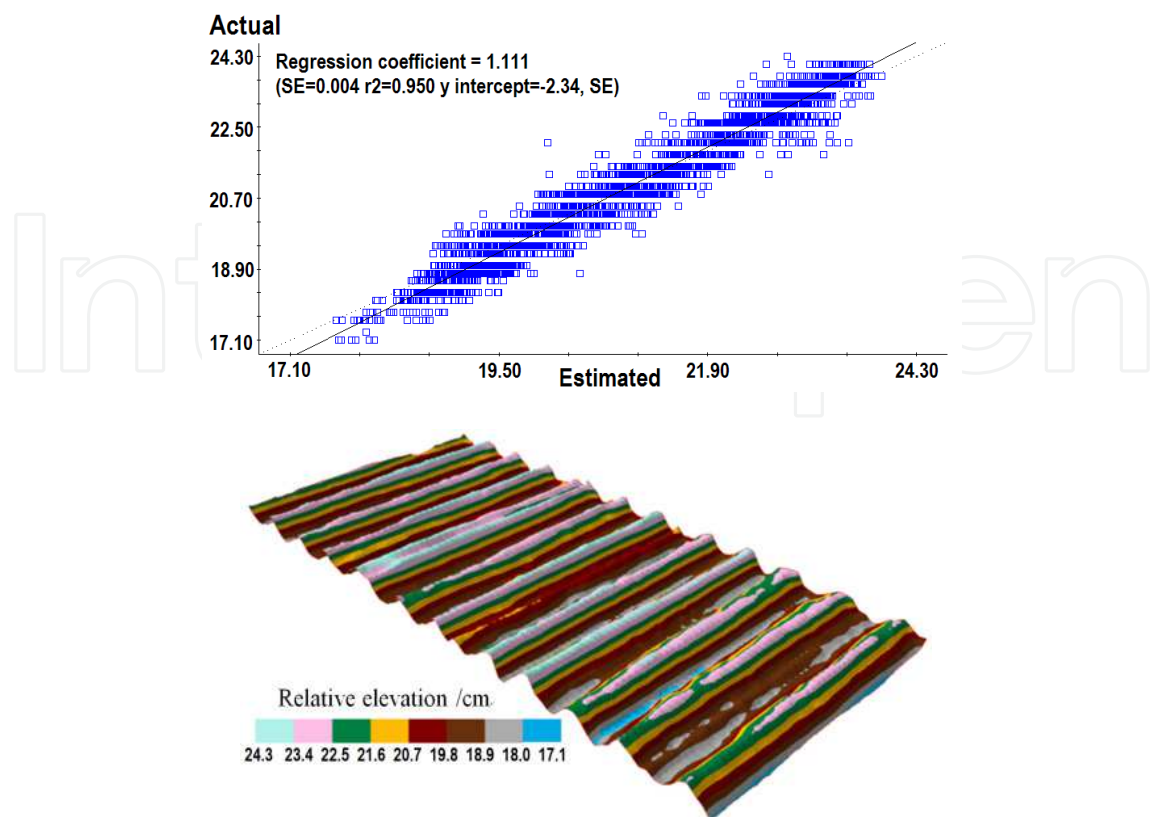 Actual
24.30
Regression coefficient = 1.111
(SE=0.004 r2=0.950 y intercept=-2.34, SE)
22.50
20.70
18.90
17.10
17.10 19.50 21.90 24.30
Estimated
Relative elevation /cm
24.3 23.4 22.5 21.6 20.7 19.8 18.9 18.0 17.1